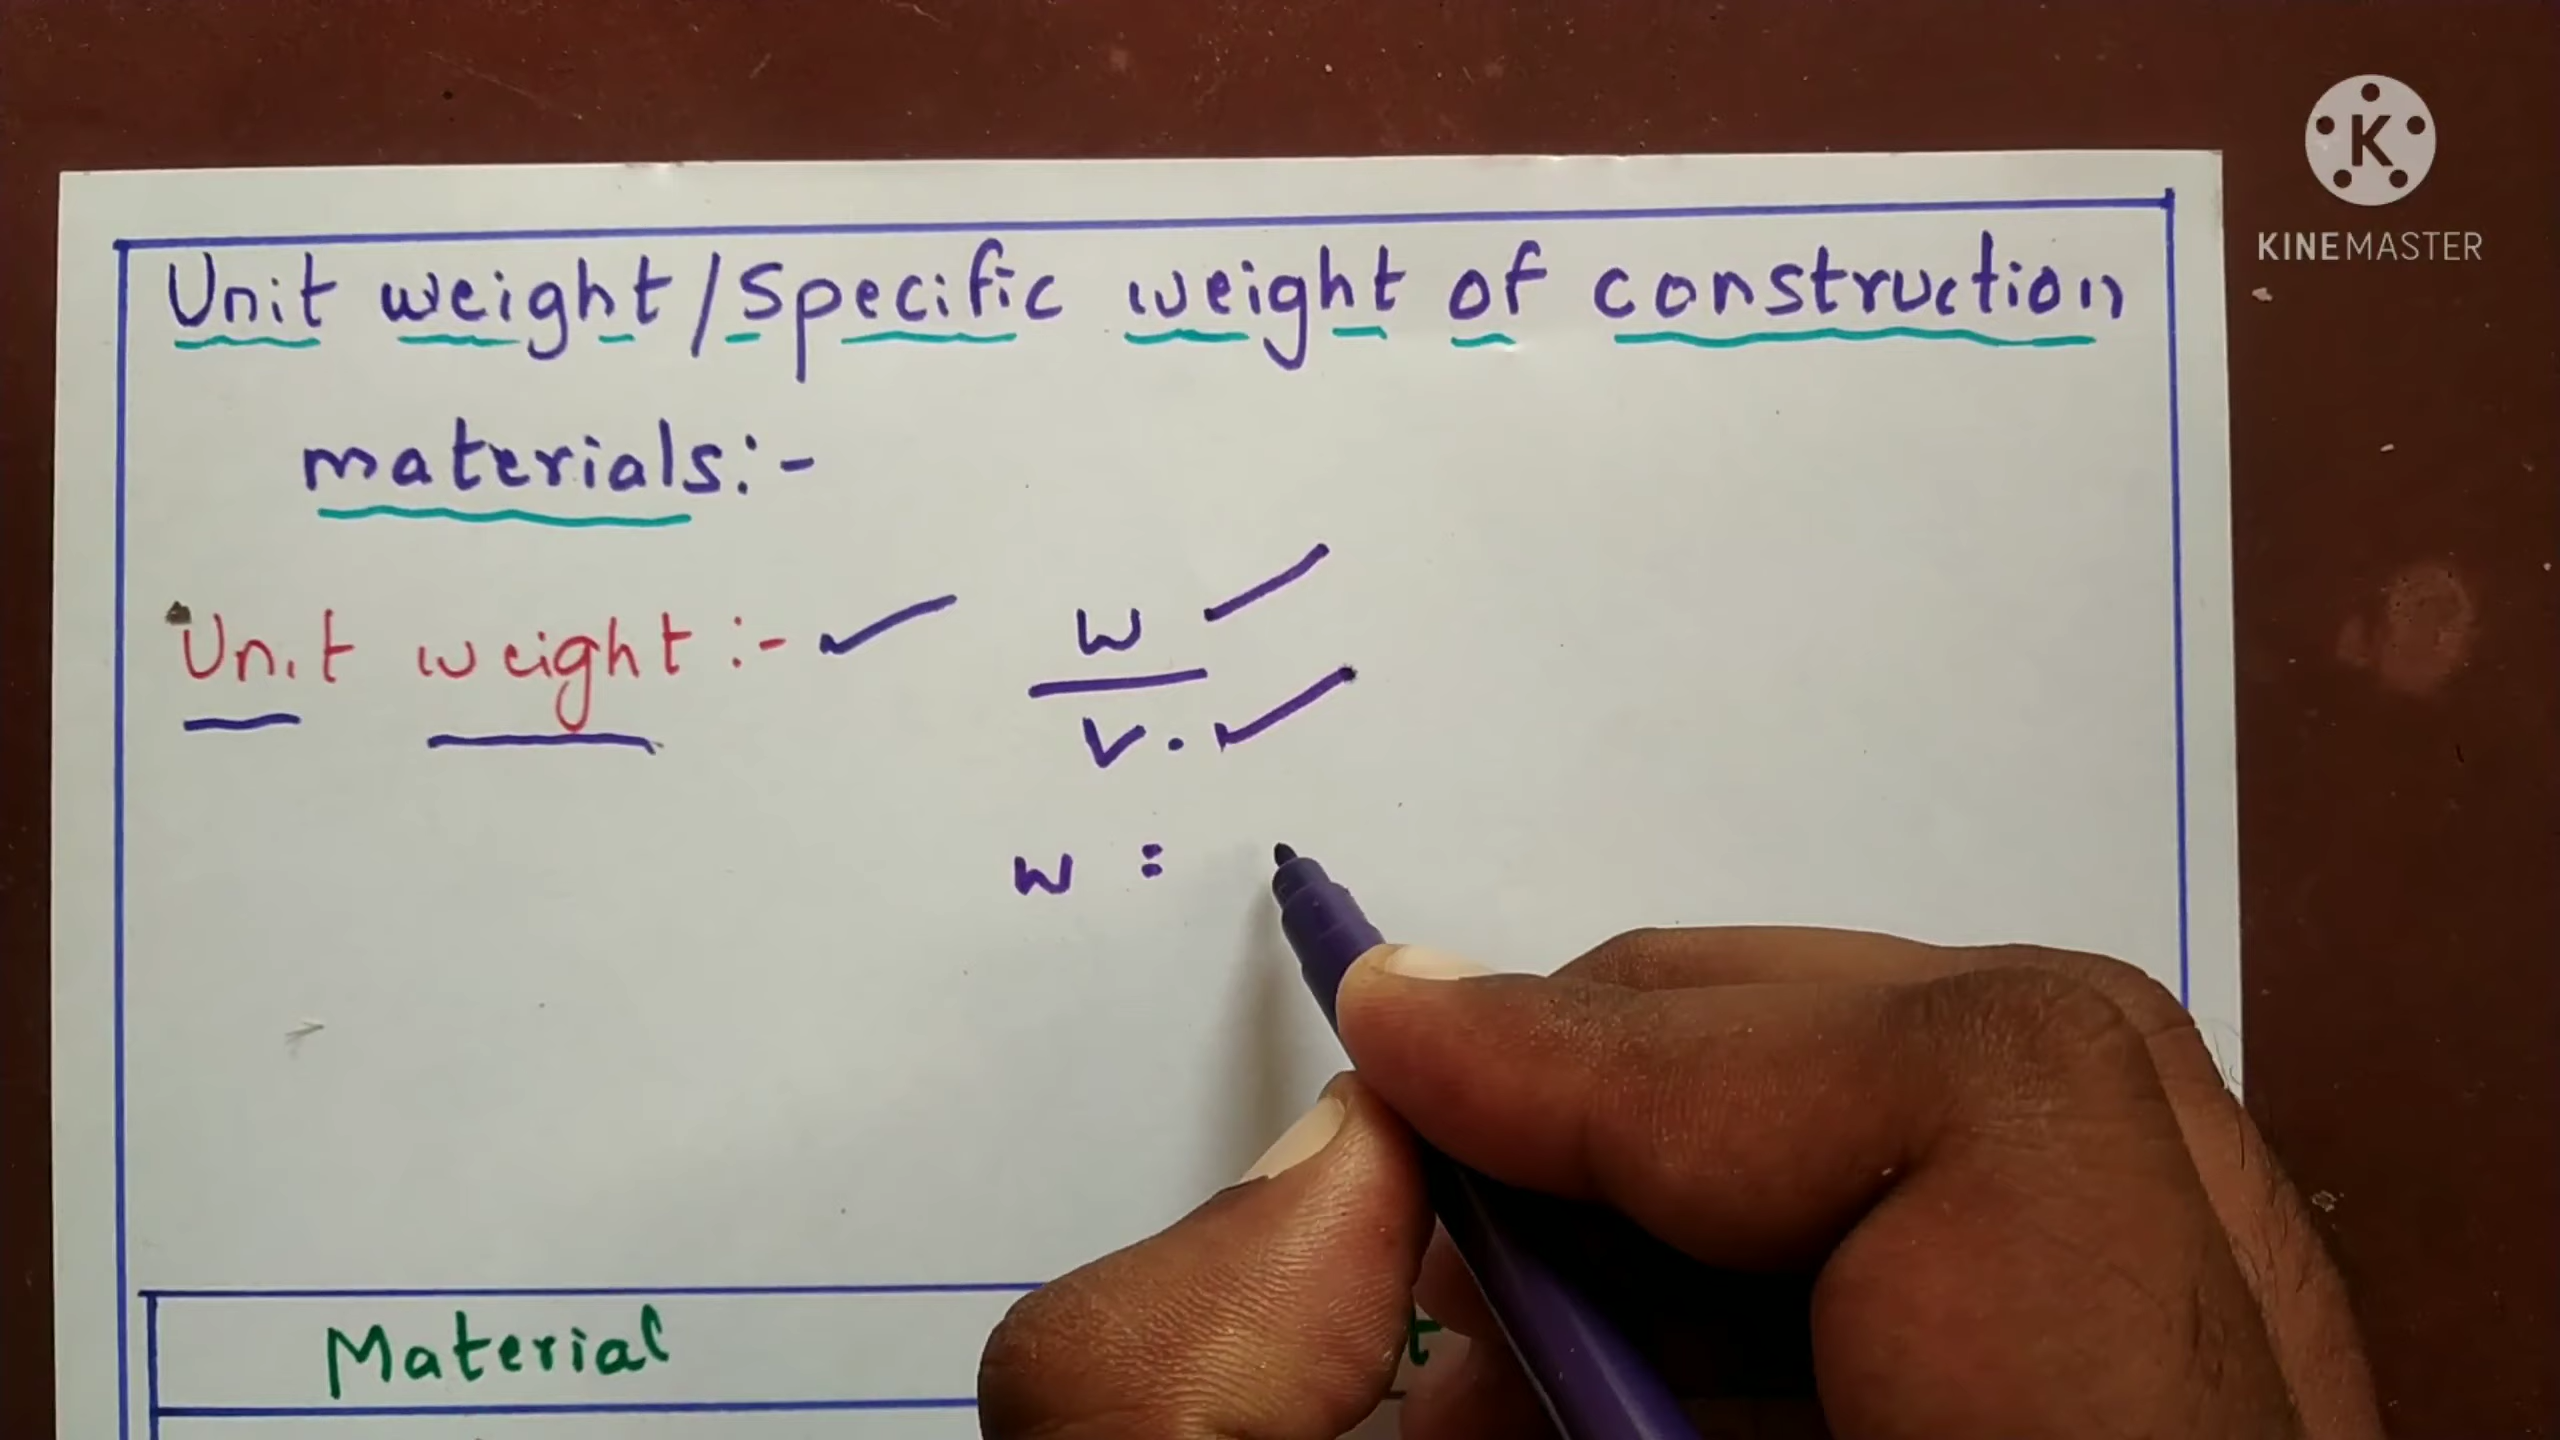 K
KINEMASTER
Unit weight/Specific weight of construction
materials:-
Unit weight:-
W
V.
W =
Material
t